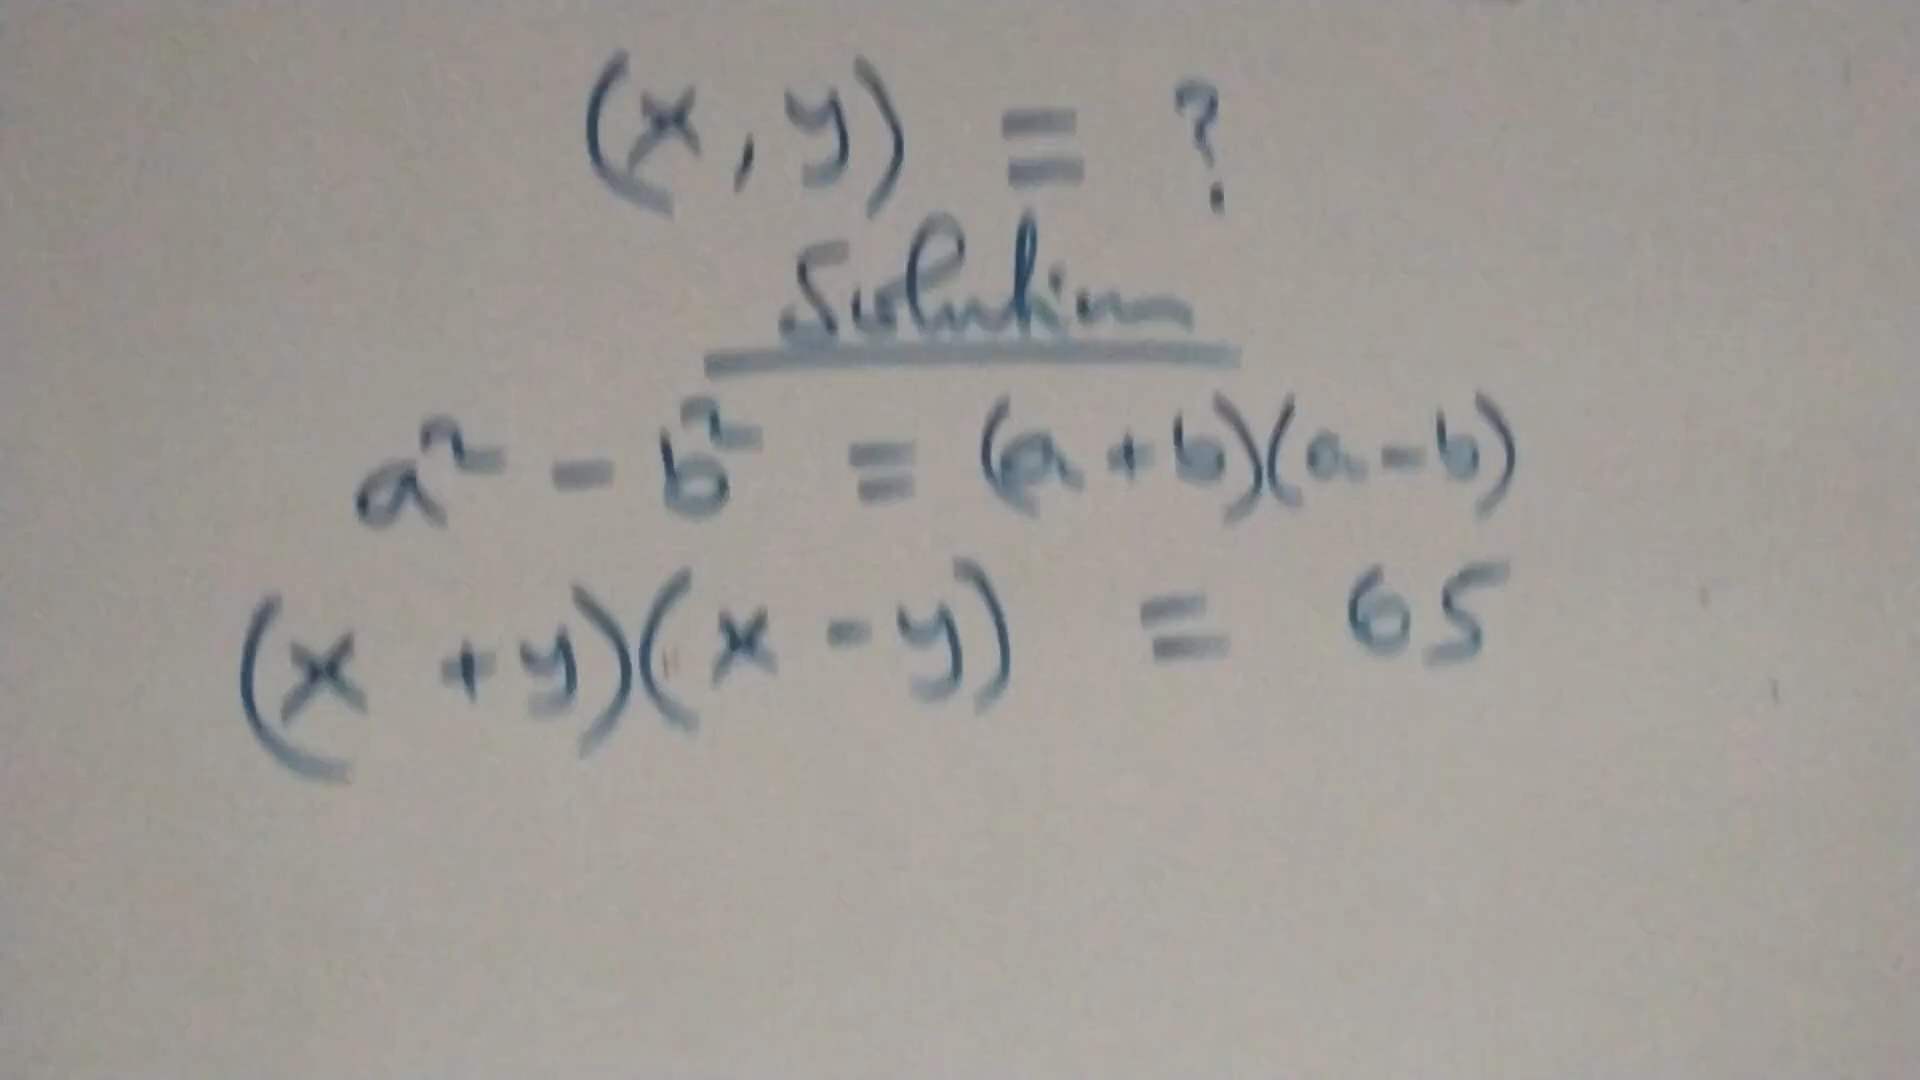 (x, y) = ?
Solution
a² - b² = (a + b)(a - b)
(x + y)(x - y) = 65